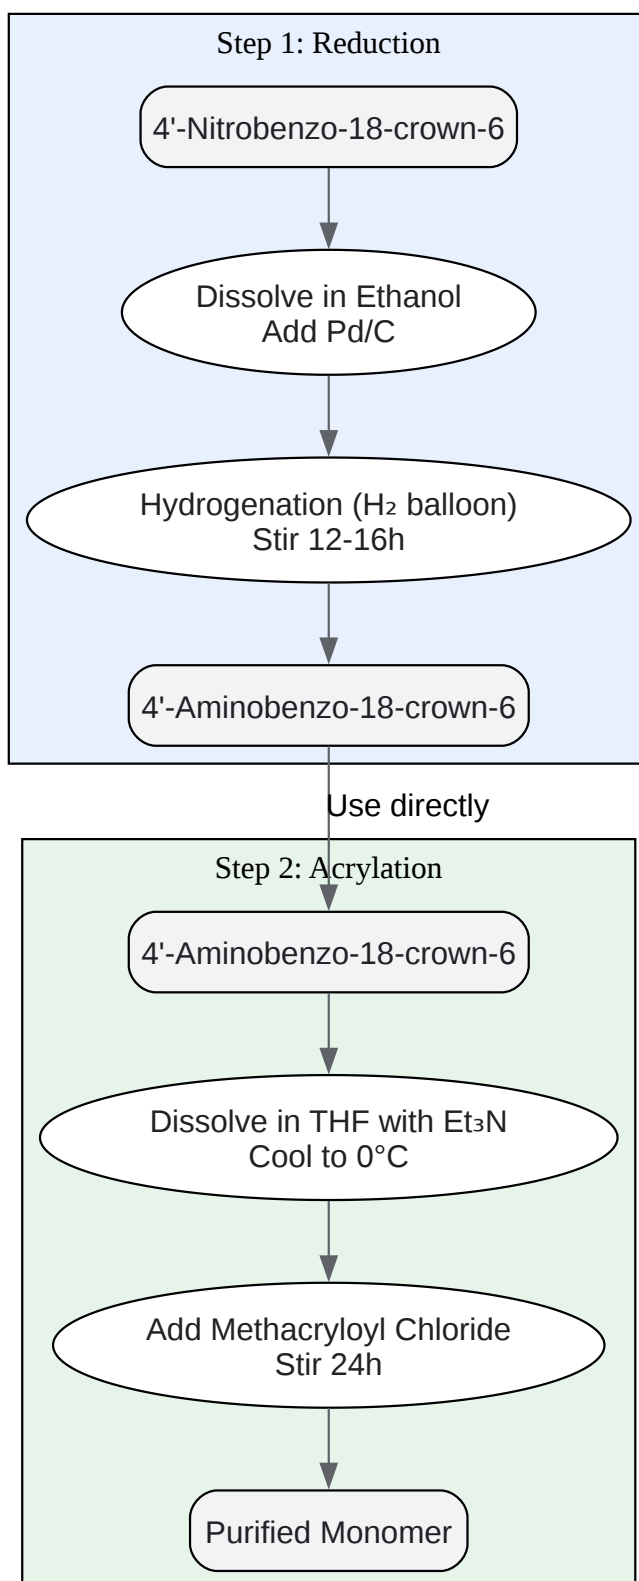 Step 1: Reduction
4'-Nitrobenzo-18-crown-6
Dissolve in Ethanol
Add Pd/C
Hydrogenation (H₂ balloon)
Stir 12-16h
4'-Aminobenzo-18-crown-6
Use directly
Step 2: Acrylation
4'-Aminobenzo-18-crown-6
Dissolve in THF with Et₃N
Cool to 0°C
Add Methacryloyl Chloride
Stir 24h
Purified Monomer